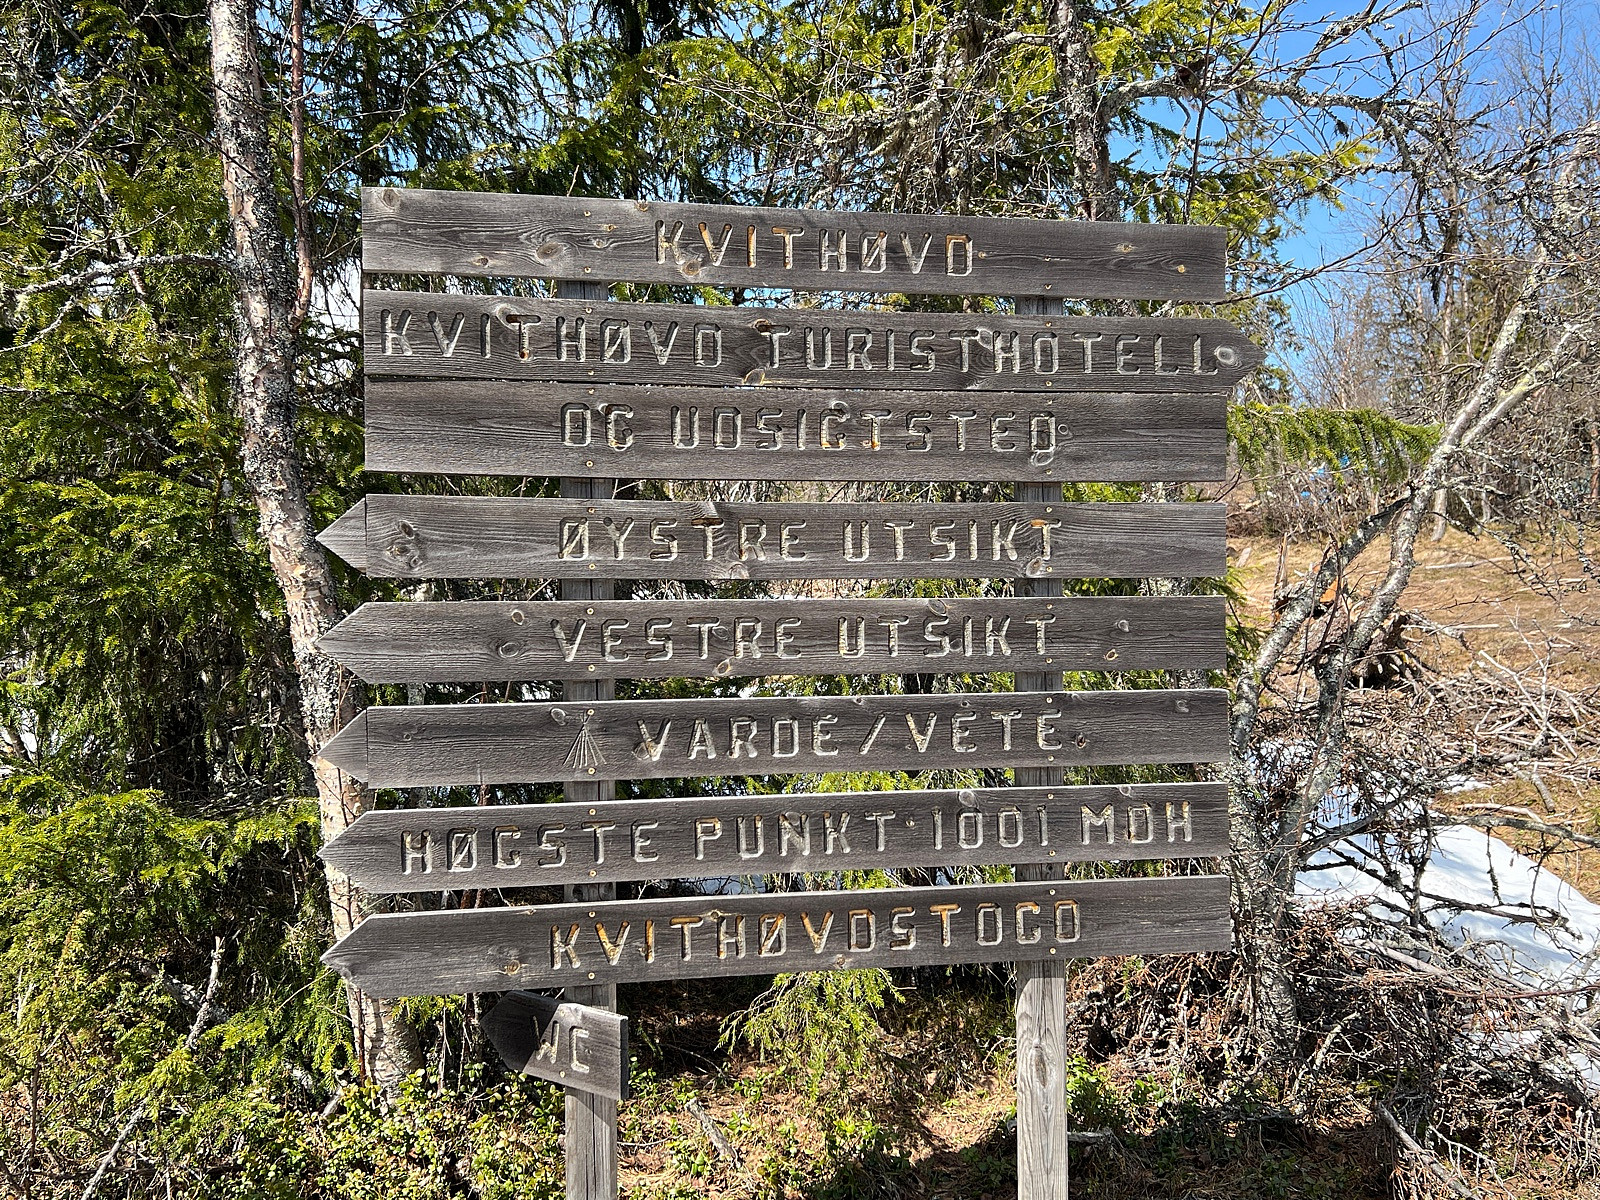 KVITHØVD
KVITHØVD TURISTHOTELL
OG UDSIGTSTED
ØYSTRE UTSIKT
VESTRE UTSIKT
VARDE/VETE
HØGSTE PUNKT 1001 MOH
KVITHØVDSTOGO
WC